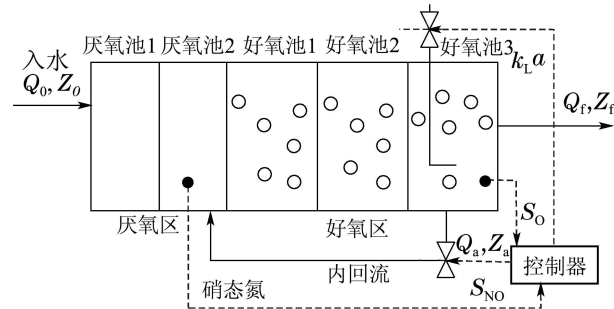 厌氧池1
厌氧池2
好氧池1
好氧池2
好氧池3
入水
Q₀,Z₀
kLa
Qf,Zf
厌氧区
好氧区
SO
Qa,Za
内回流
控制器
硝态氮
SNO